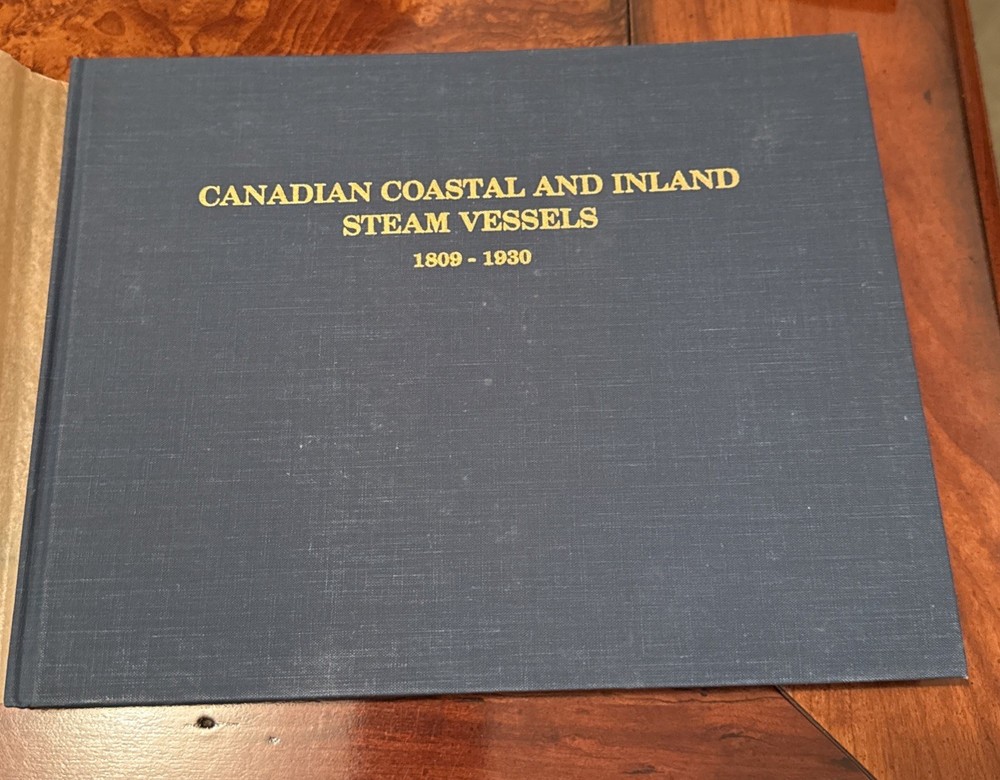 CANADIAN COASTAL AND INLAND
STEAM VESSELS
1809 - 1930